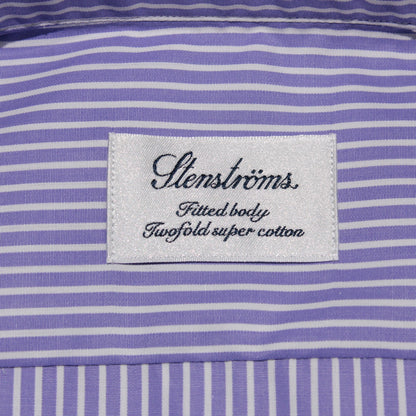 Stenströms
Fitted body
Twofold super cotton